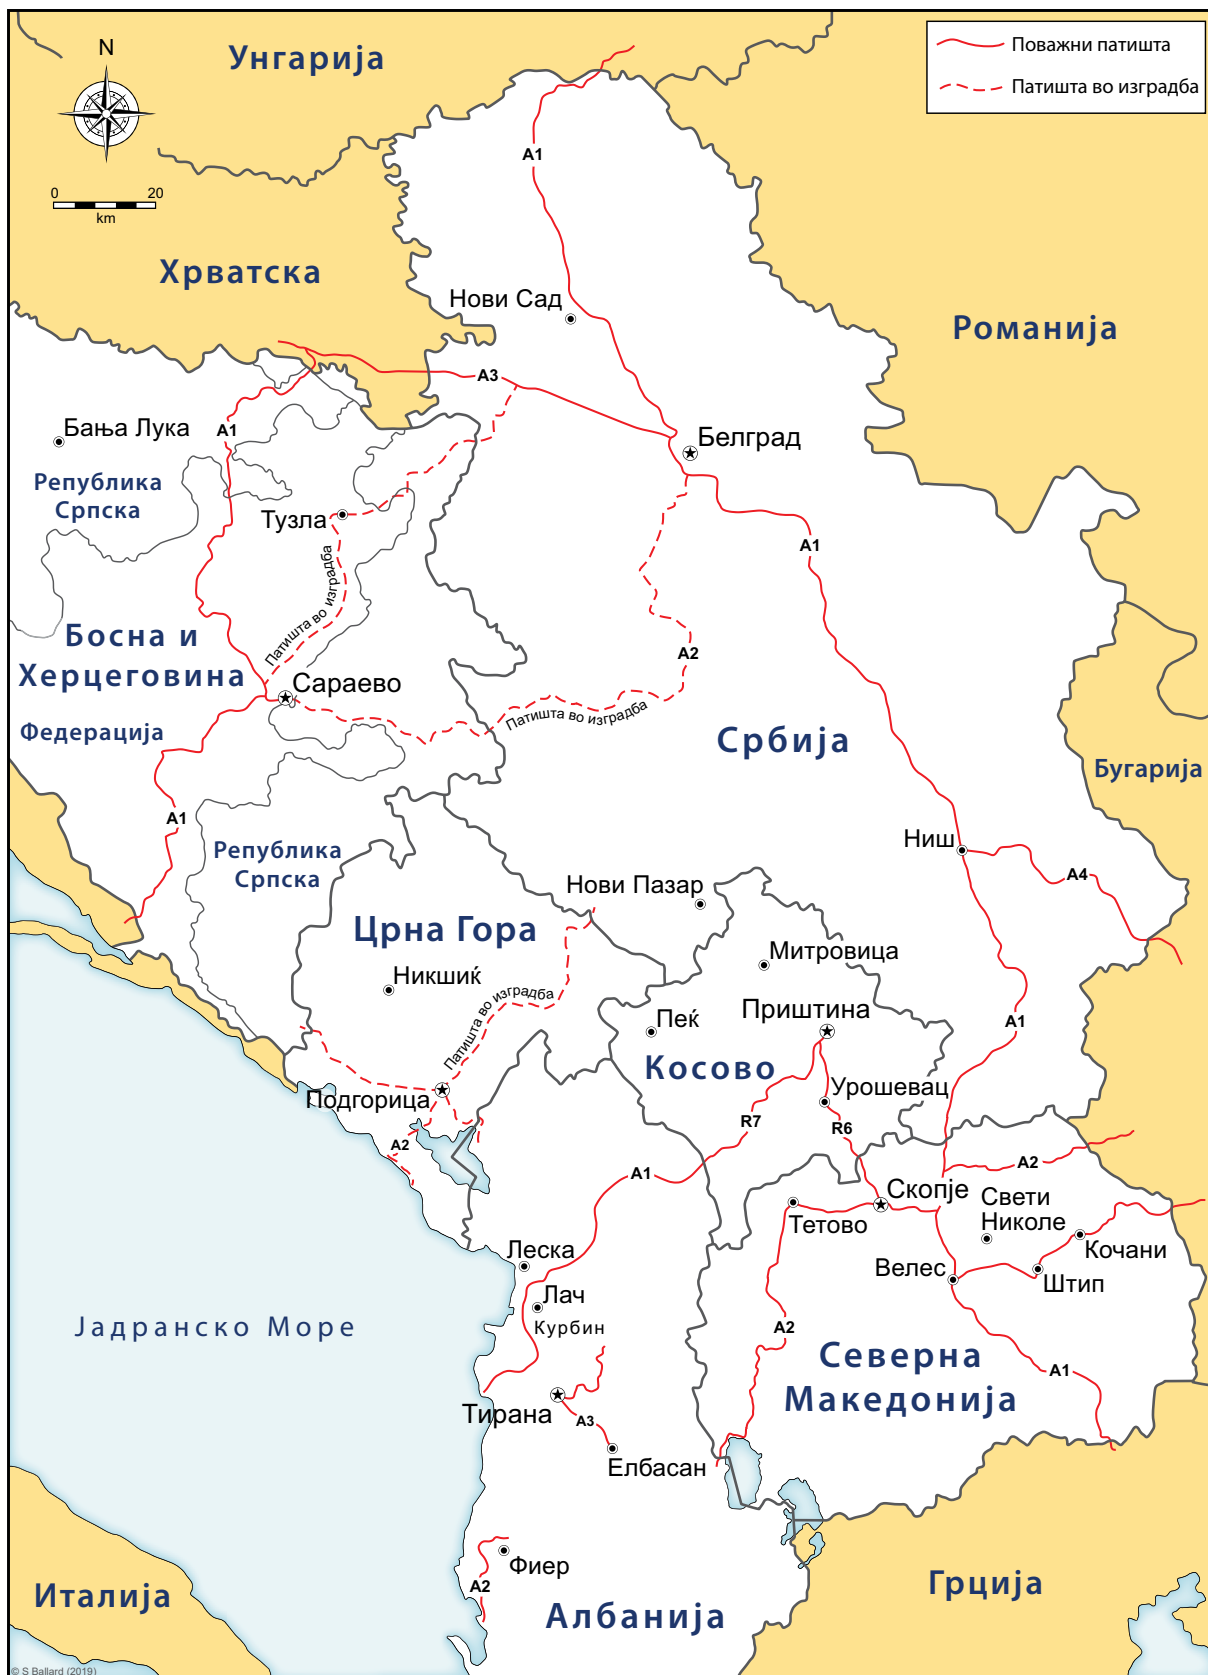 N
0 20
km
Унгарија
Поважни патишта
Патишта во изградба
Хрватска
Романија
A1
Нови Сад
A3
Бања Лука
A1
Белград
Република
Српска
Тузла
A1
Патишта во изградба
Босна и
Херцеговина
Сараево
A2
Федерација
Патишта во изградба
Србија
Бугарија
A1
Република
Српска
Ниш
A4
Нови Пазар
Црна Гора
Митровица
Никшиќ
Патишта во изградба
Пеќ
Приштина
A1
Косово
Подгорица
Урошевац
R7
R6
A2
A1
A2
Скопје
Свети
Николе
Тетово
Кочани
Леска
Велес
Штип
Лач
Курбин
Јадранско Море
A2
Северна
Македонија
A1
Тирана
A3
Елбасан
Фиер
A2
Италија
Албанија
Грција
© S Ballard (2019)